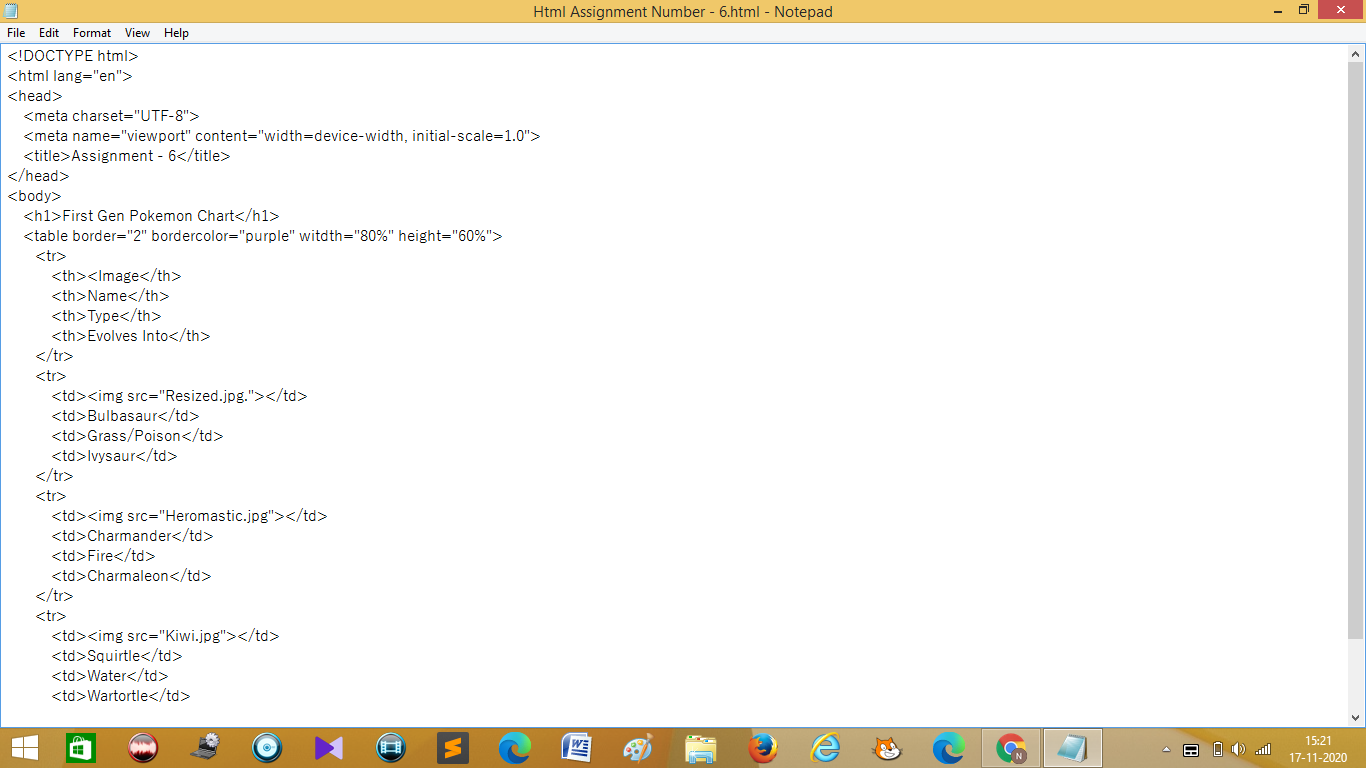 Html Assignment Number - 6.html - Notepad
File Edit Format View Help
<!DOCTYPE html>
<html lang="en">
<head>
    <meta charset="UTF-8">
    <meta name="viewport" content="width=device-width, initial-scale=1.0">
    <title>Assignment - 6</title>
</head>
<body>
    <h1>First Gen Pokemon Chart</h1>
    <table border="2" bordercolor="purple" witdth="80%" height="60%">
        <tr>
            <th><Image</th>
            <th>Name</th>
            <th>Type</th>
            <th>Evolves Into</th>
        </tr>
        <tr>
            <td><img src="Resized.jpg."></td>
            <td>Bulbasaur</td>
            <td>Grass/Poison</td>
            <td>Ivysaur</td>
        </tr>
        <tr>
            <td><img src="Heromastic.jpg"></td>
            <td>Charmander</td>
            <td>Fire</td>
            <td>Charmaleon</td>
        </tr>
        <tr>
            <td><img src="Kiwi.jpg"></td>
            <td>Squirtle</td>
            <td>Water</td>
            <td>Wartortle</td>
15:21
17-11-2020